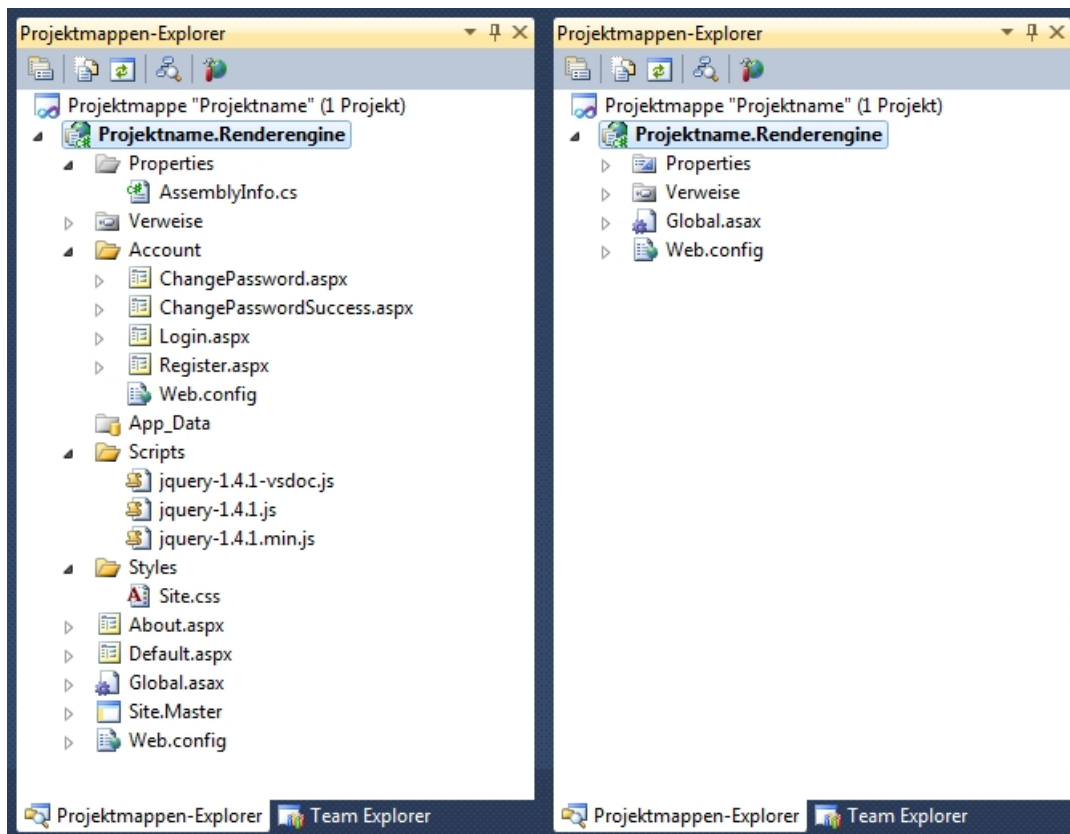 Projektmappen-Explorer
Projektmappe "Projektname" (1 Projekt)
Projektname.Renderengine
Properties
AssemblyInfo.cs
Verweise
Account
ChangePassword.aspx
ChangePasswordSuccess.aspx
Login.aspx
Register.aspx
Web.config
App_Data
Scripts
jquery-1.4.1-vsdoc.js
jquery-1.4.1.js
jquery-1.4.1.min.js
Styles
Site.css
About.aspx
Default.aspx
Global.asax
Site.Master
Web.config
Projektmappen-Explorer Team Explorer
Projektmappen-Explorer
Projektmappe "Projektname" (1 Projekt)
Projektname.Renderengine
Properties
Verweise
Global.asax
Web.config
Projektmappen-Explorer Team Explorer